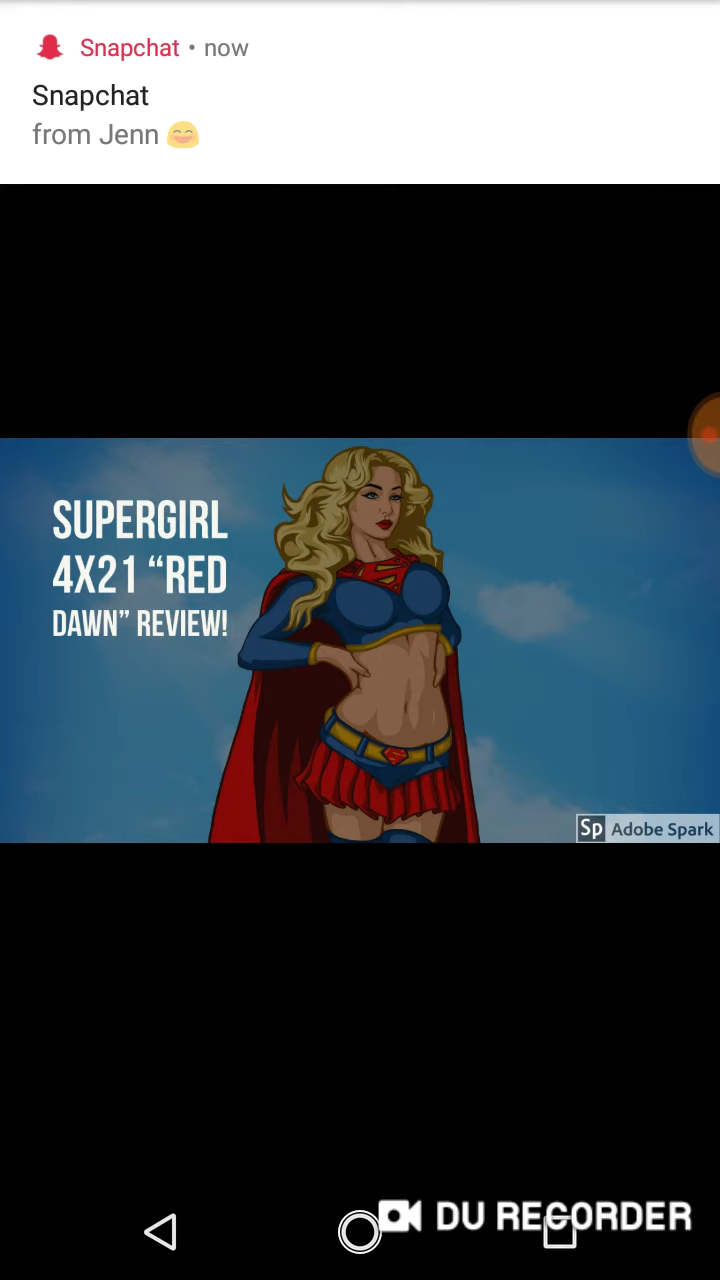 Snapchat • now
Snapchat
from Jenn 😄
SUPERGIRL
4X21 “RED
DAWN” REVIEW!
Sp Adobe Spark
DU RECORDER